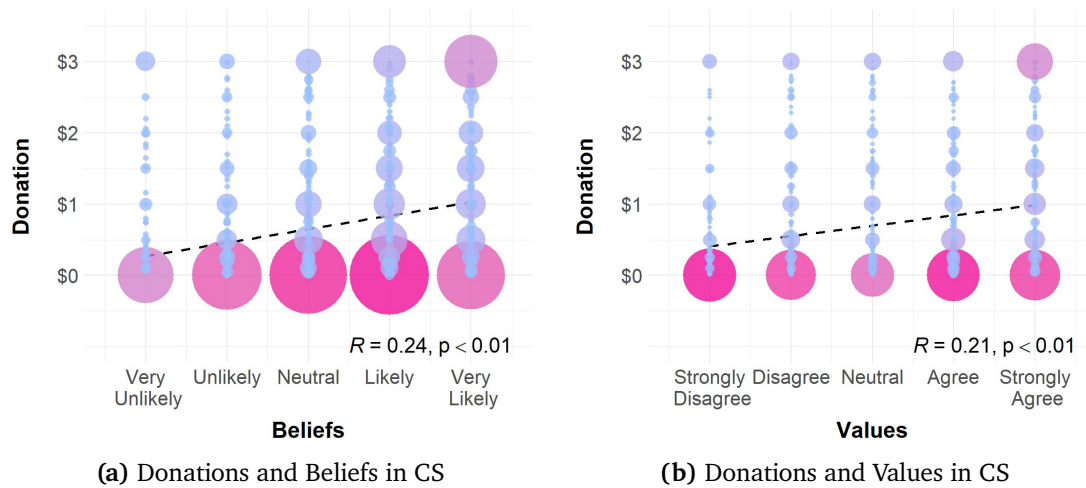 Donation
$3
$2
$1
$0
R = 0.24, p < 0.01
Very Unlikely
Unlikely
Neutral
Likely
Very Likely
Beliefs
(a) Donations and Beliefs in CS
Donation
$3
$2
$1
$0
R = 0.21, p < 0.01
Strongly Disagree
Disagree
Neutral
Agree
Strongly Agree
Values
(b) Donations and Values in CS